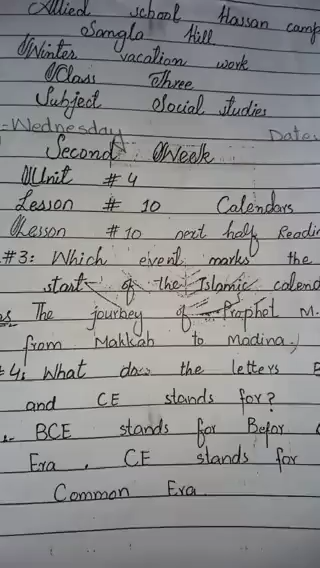 Allied school Hassan camp
Sangla Hill
Winter vacation work
Class Three
Subject Social studies
-Wednesday Date:
Second Week
Unit # 4
Lesson # 10 Calendars
Lesson #10 next half Readin
#3: Which event marks the
start of the Islamic calend
The journey of Prophet M.
from Makkah to Madina.
4: What does the letters B
and CE stands for?
BCE stands for Befor
Era. CE stands for
Common Era